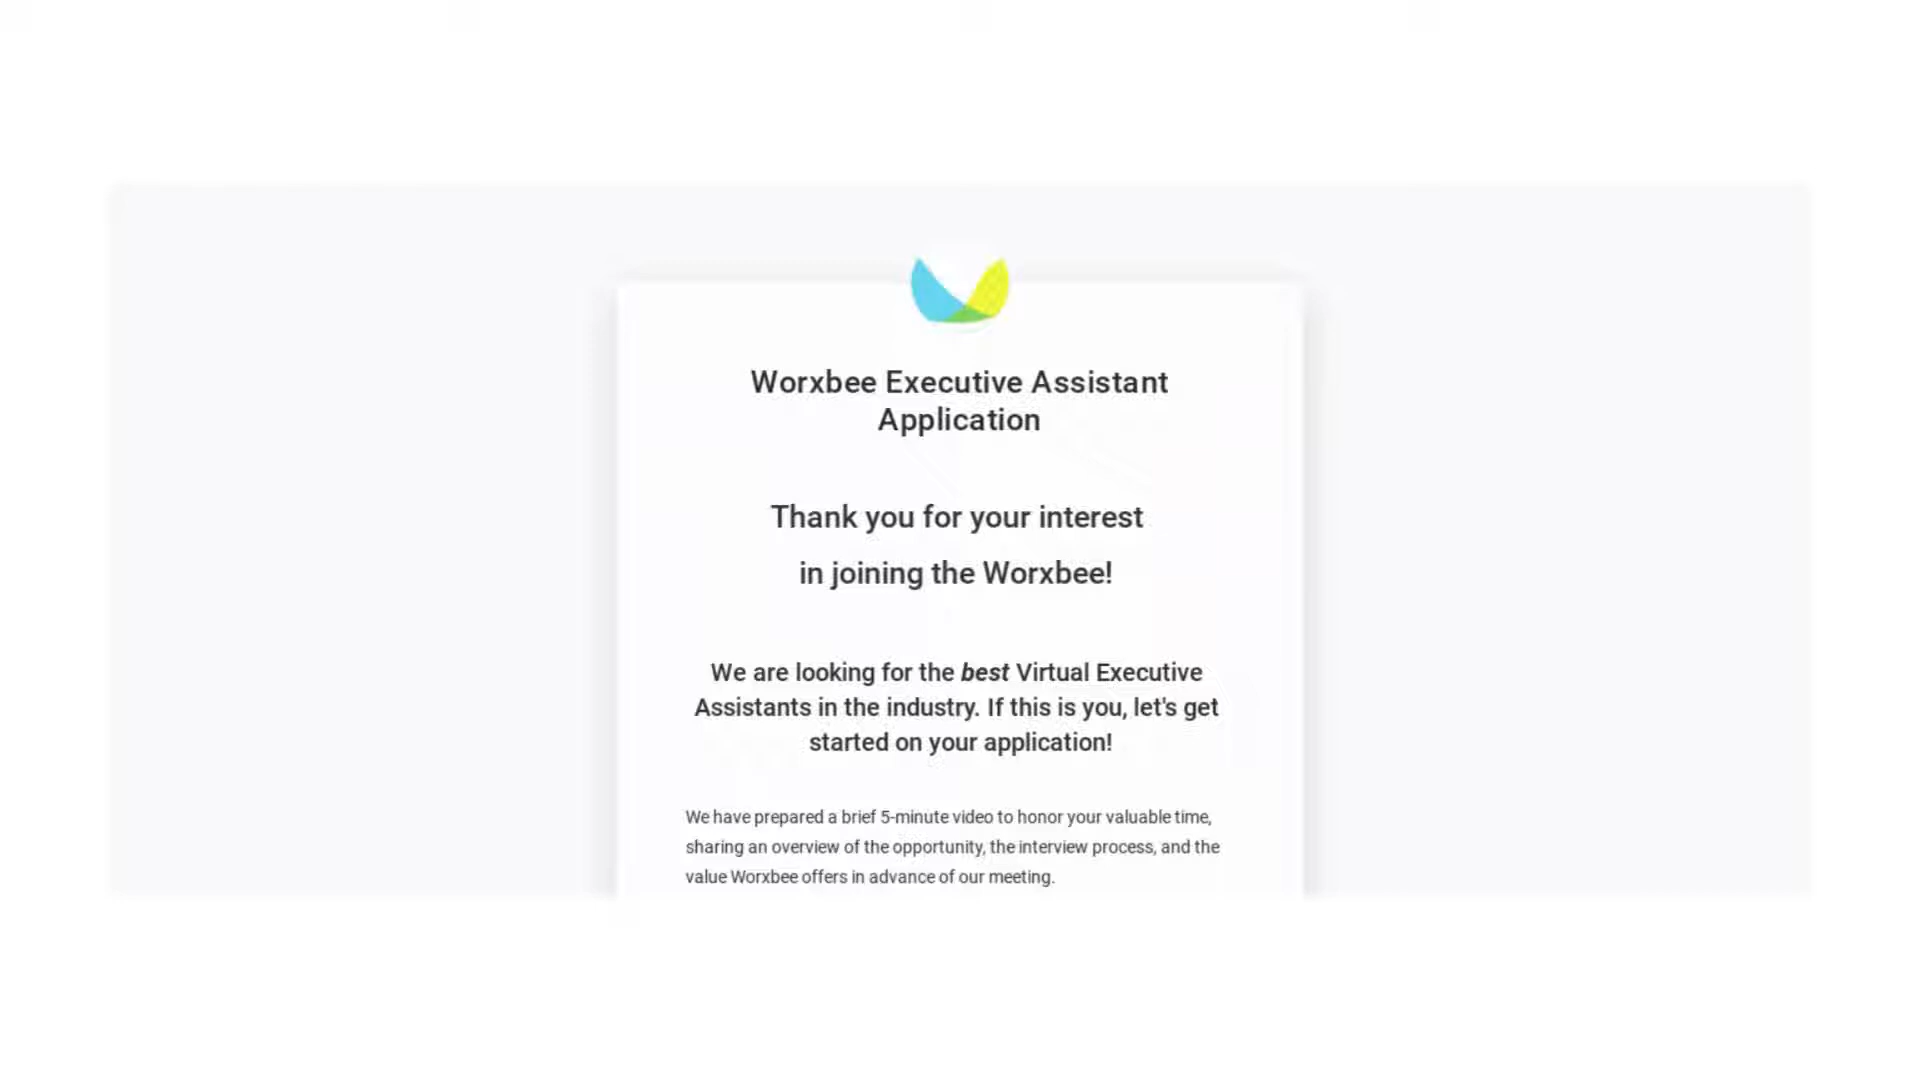 Worxbee Executive Assistant
Application
Thank you for your interest
in joining the Worxbee!
We are looking for the best Virtual Executive
Assistants in the industry. If this is you, let's get
started on your application!
We have prepared a brief 5-minute video to honor your valuable time,
sharing an overview of the opportunity, the interview process, and the
value Worxbee offers in advance of our meeting.